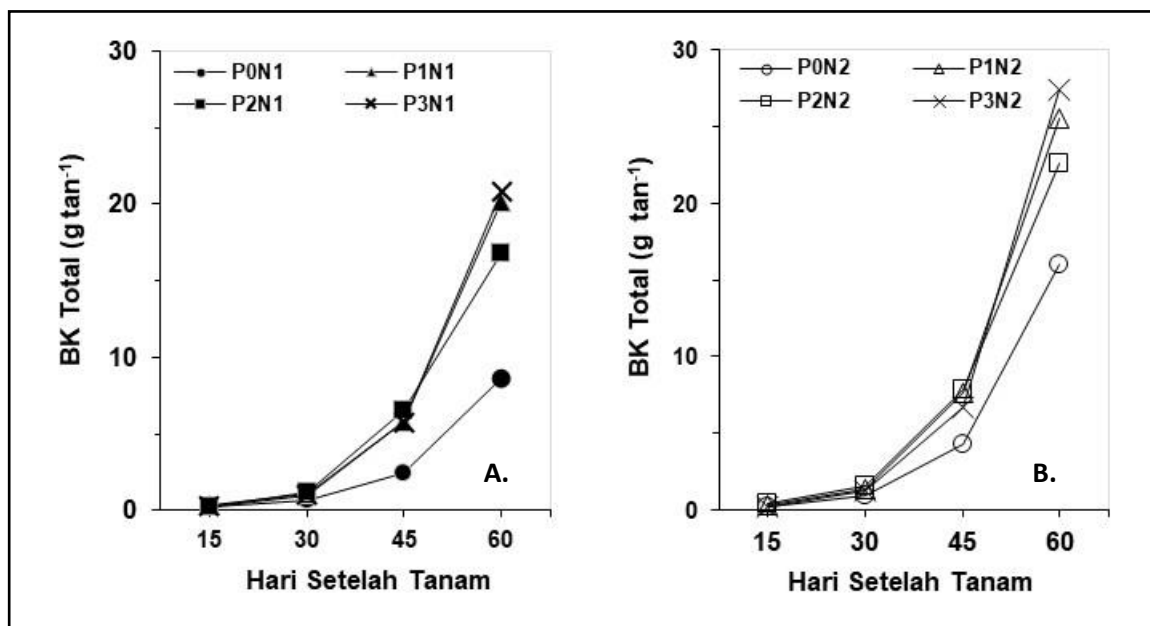 30
20
10
0
BK Total (g tan⁻¹)
P0N1
P1N1
P2N1
P3N1
A.
15 30 45 60
Hari Setelah Tanam
30
20
10
0
BK Total (g tan⁻¹)
P0N2
P1N2
P2N2
P3N2
B.
15 30 45 60
Hari Setelah Tanam